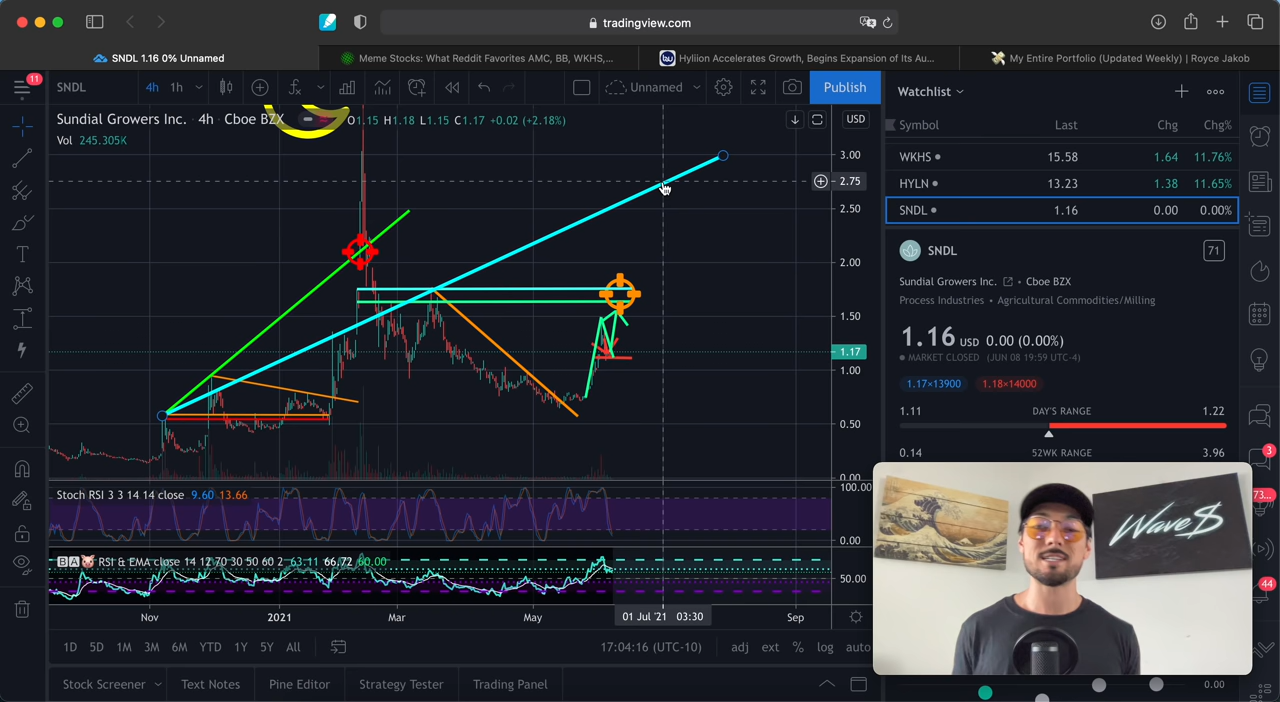 tradingview.com
SNDL 1.16 0% Unnamed
Meme Stocks: What Reddit Favorites AMC, BB, WKHS,...
Hyliion Accelerates Growth, Begins Expansion of Its Au...
My Entire Portfolio (Updated Weekly) | Royce Jakob
11
SNDL
4h
1h
Unnamed
Publish
Sundial Growers Inc. • 4h • Cboe BZX
O1.15 H1.18 L1.15 C1.17 +0.02 (+2.18%)
USD
Vol 245.305K
3.00
2.75
2.50
2.00
1.50
1.17
1.00
0.50
0.00
Stoch RSI 3 3 14 14 close 9.60 13.66
100.00
0.00
B A RSI & EMA close 14 12 70 30 50 60 2 63.11 66.72 60.00
50.00
Nov
2021
Mar
May
01 Jul '21 03:30
Sep
1D 5D 1M 3M 6M YTD 1Y 5Y All
17:04:16 (UTC-10)
adj ext % log auto
Stock Screener
Text Notes
Pine Editor
Strategy Tester
Trading Panel
Watchlist
Symbol Last Chg Chg%
WKHS 15.58 1.64 11.76%
HYLN 13.23 1.38 11.65%
SNDL 1.16 0.00 0.00%
SNDL
71
Sundial Growers Inc. • Cboe BZX
Process Industries • Agricultural Commodities/Milling
1.16 USD 0.00 (0.00%)
MARKET CLOSED (JUN 08 19:59 UTC-4)
1.17×13900 1.18×14000
1.11 DAY'S RANGE 1.22
0.14 52WK RANGE 3.96
3
73...
44
Wave$
0.00